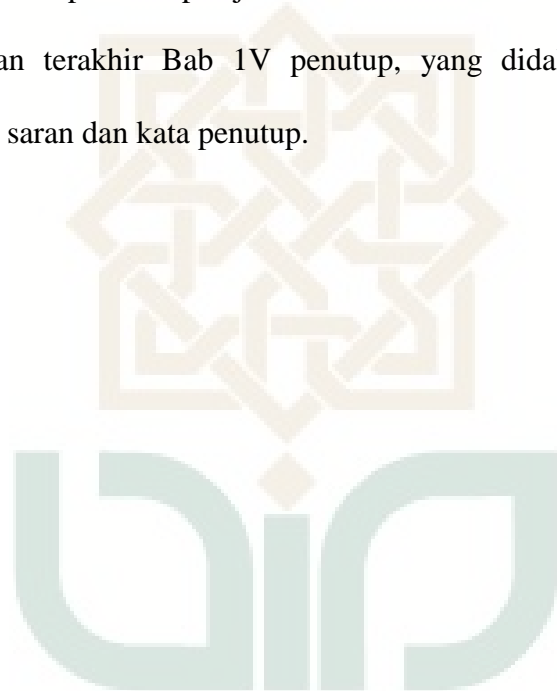 an terakhir Bab 1V penutup, yang dida
saran dan kata penutup.